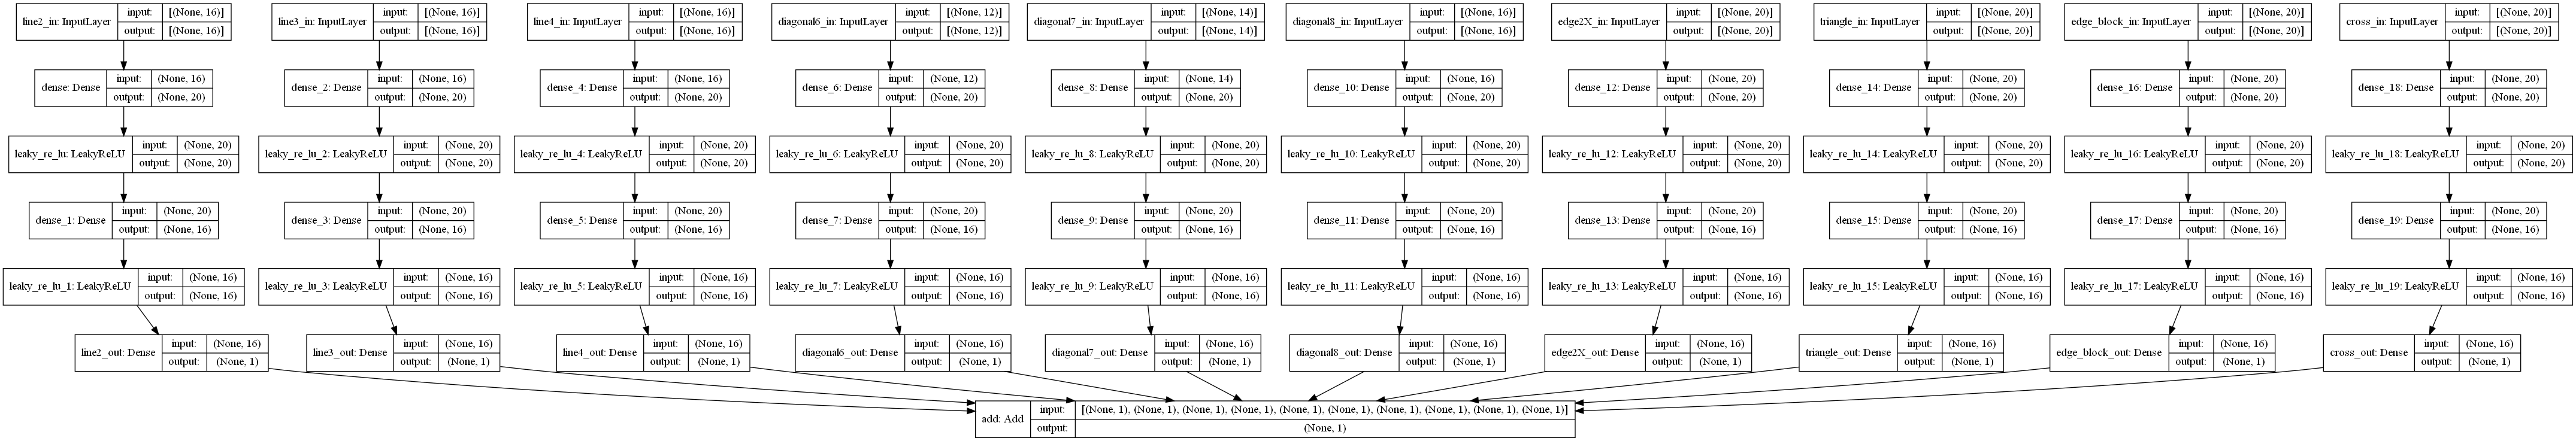 line2_in: InputLayer input: [(None, 16)] output: [(None, 16)]
line3_in: InputLayer input: [(None, 16)] output: [(None, 16)]
line4_in: InputLayer input: [(None, 16)] output: [(None, 16)]
diagonal6_in: InputLayer input: [(None, 12)] output: [(None, 12)]
diagonal7_in: InputLayer input: [(None, 14)] output: [(None, 14)]
diagonal8_in: InputLayer input: [(None, 16)] output: [(None, 16)]
edge2X_in: InputLayer input: [(None, 20)] output: [(None, 20)]
triangle_in: InputLayer input: [(None, 20)] output: [(None, 20)]
edge_block_in: InputLayer input: [(None, 20)] output: [(None, 20)]
cross_in: InputLayer input: [(None, 20)] output: [(None, 20)]
dense: Dense input: (None, 16) output: (None, 20)
dense_2: Dense input: (None, 16) output: (None, 20)
dense_4: Dense input: (None, 16) output: (None, 20)
dense_6: Dense input: (None, 12) output: (None, 20)
dense_8: Dense input: (None, 14) output: (None, 20)
dense_10: Dense input: (None, 16) output: (None, 20)
dense_12: Dense input: (None, 20) output: (None, 20)
dense_14: Dense input: (None, 20) output: (None, 20)
dense_16: Dense input: (None, 20) output: (None, 20)
dense_18: Dense input: (None, 20) output: (None, 20)
leaky_re_lu: LeakyReLU input: (None, 20) output: (None, 20)
leaky_re_lu_2: LeakyReLU input: (None, 20) output: (None, 20)
leaky_re_lu_4: LeakyReLU input: (None, 20) output: (None, 20)
leaky_re_lu_6: LeakyReLU input: (None, 20) output: (None, 20)
leaky_re_lu_8: LeakyReLU input: (None, 20) output: (None, 20)
leaky_re_lu_10: LeakyReLU input: (None, 20) output: (None, 20)
leaky_re_lu_12: LeakyReLU input: (None, 20) output: (None, 20)
leaky_re_lu_14: LeakyReLU input: (None, 20) output: (None, 20)
leaky_re_lu_16: LeakyReLU input: (None, 20) output: (None, 20)
leaky_re_lu_18: LeakyReLU input: (None, 20) output: (None, 20)
dense_1: Dense input: (None, 20) output: (None, 16)
dense_3: Dense input: (None, 20) output: (None, 16)
dense_5: Dense input: (None, 20) output: (None, 16)
dense_7: Dense input: (None, 20) output: (None, 16)
dense_9: Dense input: (None, 20) output: (None, 16)
dense_11: Dense input: (None, 20) output: (None, 16)
dense_13: Dense input: (None, 20) output: (None, 16)
dense_15: Dense input: (None, 20) output: (None, 16)
dense_17: Dense input: (None, 20) output: (None, 16)
dense_19: Dense input: (None, 20) output: (None, 16)
leaky_re_lu_1: LeakyReLU input: (None, 16) output: (None, 16)
leaky_re_lu_3: LeakyReLU input: (None, 16) output: (None, 16)
leaky_re_lu_5: LeakyReLU input: (None, 16) output: (None, 16)
leaky_re_lu_7: LeakyReLU input: (None, 16) output: (None, 16)
leaky_re_lu_9: LeakyReLU input: (None, 16) output: (None, 16)
leaky_re_lu_11: LeakyReLU input: (None, 16) output: (None, 16)
leaky_re_lu_13: LeakyReLU input: (None, 16) output: (None, 16)
leaky_re_lu_15: LeakyReLU input: (None, 16) output: (None, 16)
leaky_re_lu_17: LeakyReLU input: (None, 16) output: (None, 16)
leaky_re_lu_19: LeakyReLU input: (None, 16) output: (None, 16)
line2_out: Dense input: (None, 16) output: (None, 1)
line3_out: Dense input: (None, 16) output: (None, 1)
line4_out: Dense input: (None, 16) output: (None, 1)
diagonal6_out: Dense input: (None, 16) output: (None, 1)
diagonal7_out: Dense input: (None, 16) output: (None, 1)
diagonal8_out: Dense input: (None, 16) output: (None, 1)
edge2X_out: Dense input: (None, 16) output: (None, 1)
triangle_out: Dense input: (None, 16) output: (None, 1)
edge_block_out: Dense input: (None, 16) output: (None, 1)
cross_out: Dense input: (None, 16) output: (None, 1)
add: Add input: [(None, 1), (None, 1), (None, 1), (None, 1), (None, 1), (None, 1), (None, 1), (None, 1), (None, 1), (None, 1)] output: (None, 1)